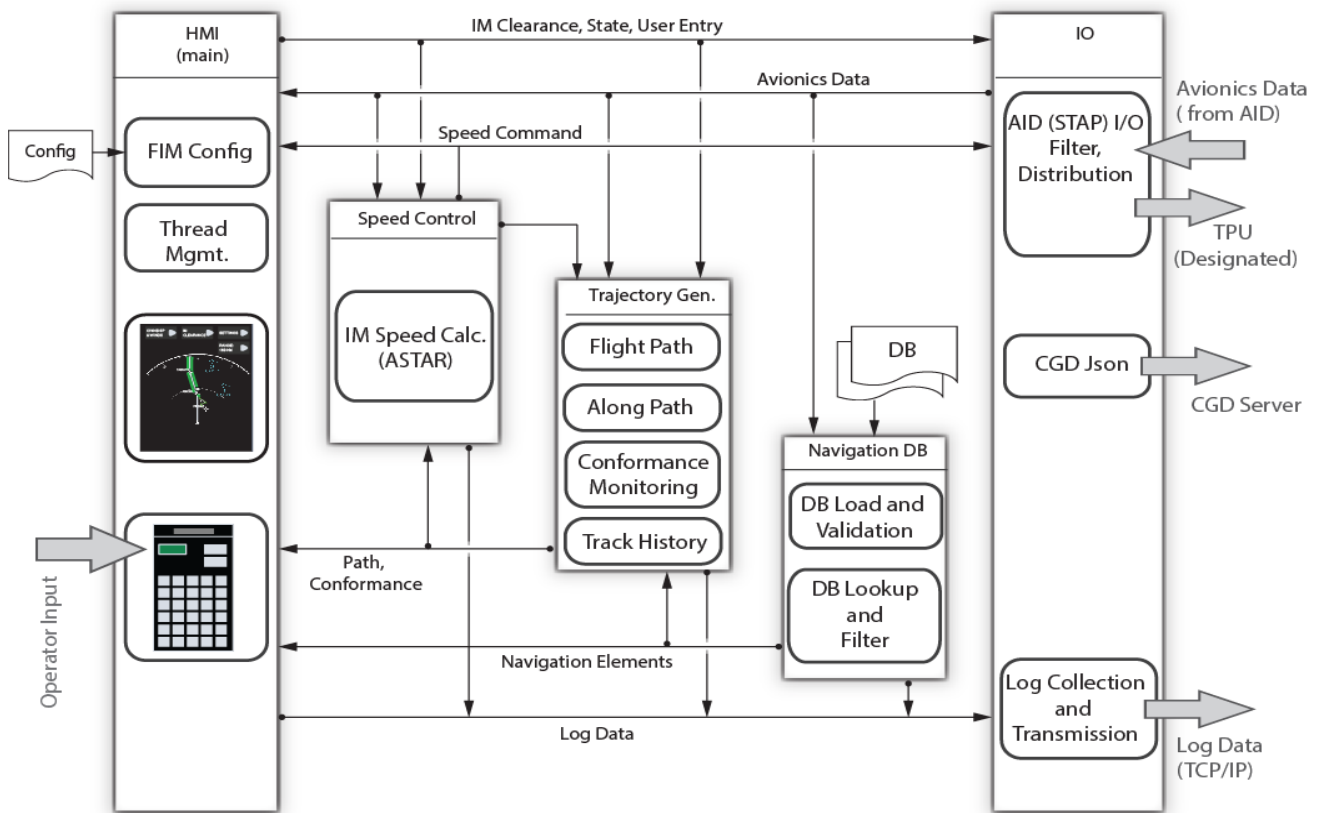 HMI
(main)
IM Clearance, State, User Entry
IO
Avionics Data
Avionics Data
( from AID)
Config
FIM Config
Speed Command
AID (STAP) I/O
Filter,
Distribution
Thread
Mgmt.
Speed Control
TPU
(Designated)
Trajectory Gen.
IM Speed Calc.
(ASTAR)
Flight Path
DB
CGD Json
Along Path
CGD Server
Conformance
Monitoring
Navigation DB
DB Load and
Validation
Track History
Path,
Conformance
Operator Input
DB Lookup
and
Filter
Navigation Elements
Log Collection
and
Transmission
Log Data
Log Data
(TCP/IP)